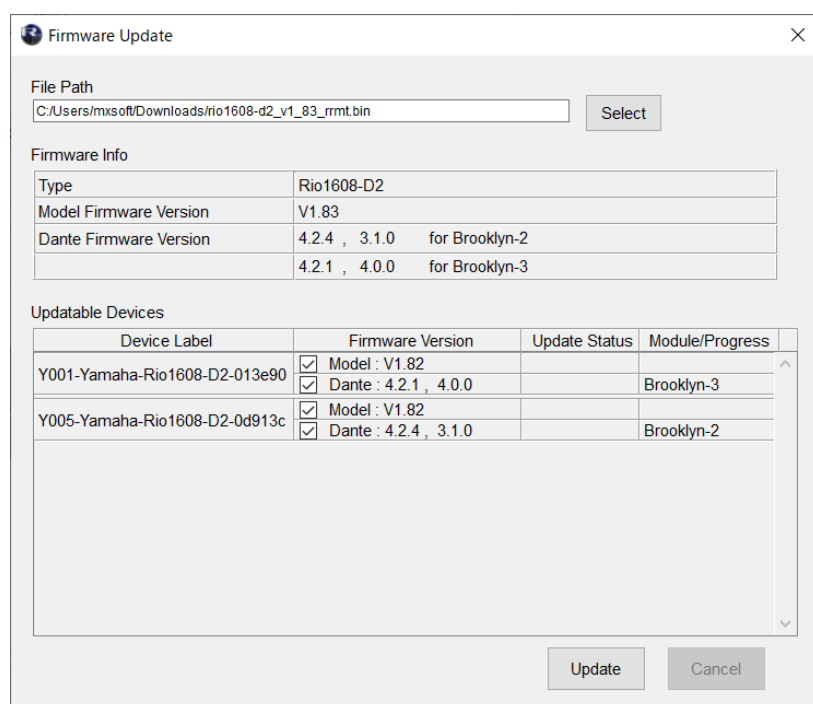 Firmware Update
File Path
C:/Users/mxsoft/Downloads/rio1608-d2_v1_83_rrmt.bin
Select
Firmware Info
Type Rio1608-D2
Model Firmware Version V1.83
Dante Firmware Version 4.2.4 , 3.1.0 for Brooklyn-2
4.2.1 , 4.0.0 for Brooklyn-3
Updatable Devices
Device Label Firmware Version Update Status Module/Progress
Y001-Yamaha-Rio1608-D2-013e90
Model : V1.82
Dante : 4.2.1 , 4.0.0 Brooklyn-3
Y005-Yamaha-Rio1608-D2-0d913c
Model : V1.82
Dante : 4.2.4 , 3.1.0 Brooklyn-2
Update Cancel